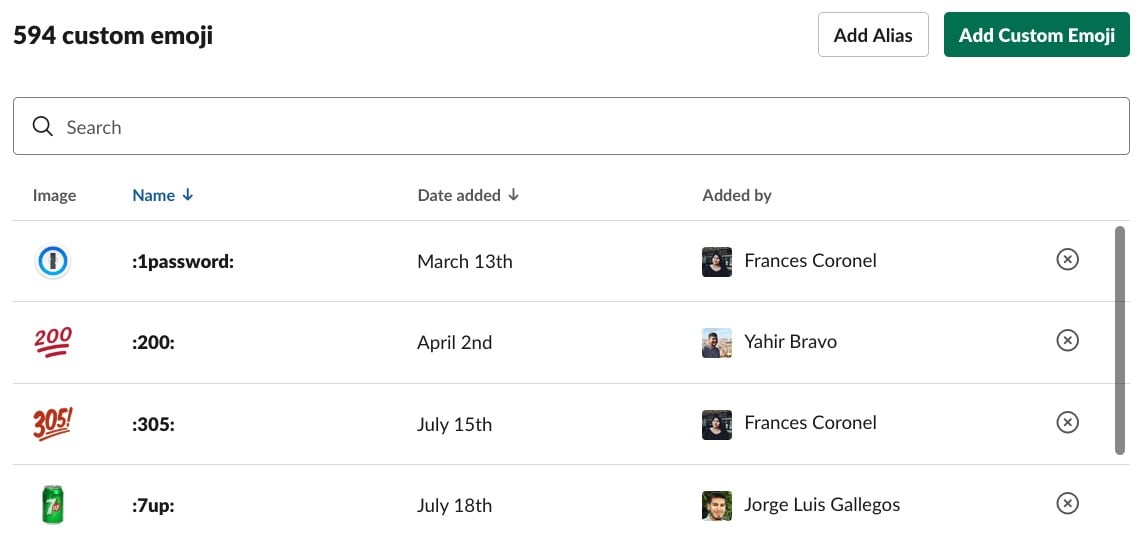 594 custom emoji
Add Alias
Add Custom Emoji
Search
Image Name Date added Added by
:1password: March 13th Frances Coronel
200 :200: April 2nd Yahir Bravo
305! :305: July 15th Frances Coronel
7up :7up: July 18th Jorge Luis Gallegos